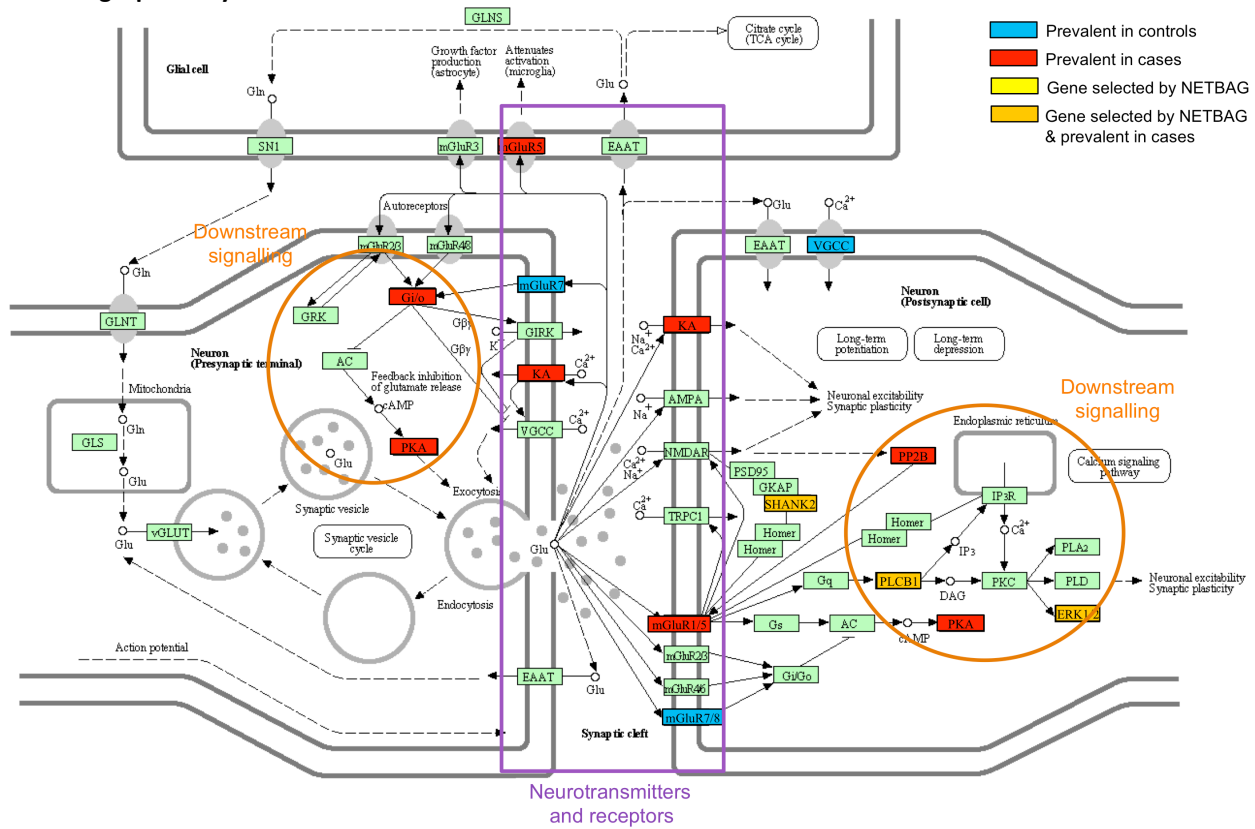 GLNS
Citrate cycle
(TCA cycle)
Prevalent in controls
Prevalent in cases
Gene selected by NETBAG
Gene selected by NETBAG
& prevalent in cases
Glial cell
Growth factor
production
(astrocyte)
Attenuates
activation
(microglia)
Gln
Glu
SN1
mGluR3
mGluR5
EAAT
Autoreceptors
Glu
Ca2+
Downstream
signalling
mGluR2/3
mGluR4/8
EAAT
VGCC
Gln
Gi/o
mGluR7
Neuron
(Postsynaptic cell)
GLNT
GRK
Gβγ
K+
GIRK
Na+
Ca2+
KA
Long-term
potentiation
Long-term
depression
Neuron
(Presynaptic terminal)
AC
Gβγ
Feedback inhibition
of glutamate release
KA
Ca2+
Mitochondria
cAMP
Na+
AMPA
Neuronal excitability
Synaptic plasticity
Downstream
signalling
Gln
GLS
PKA
VGCC
Ca2+
Endoplasmic reticulum
Glu
Glu
Ca2+
Na+
NMDAR
PSD95
GKAP
SHANK2
PP2B
Calcium signaling
pathway
Exocytosis
Synaptic vesicle
IP3R
Glu
vGLUT
Synaptic vesicle
cycle
Glu
Ca2+
TRPC1
Homer
Homer
Homer
Homer
Ca2+
IP3
PLA2
Endocytosis
Gq
PLCB1
DAG
PKC
PLD
Neuronal excitability
Synaptic plasticity
ERK1/2
mGluR1/5
Gs
AC
cAMP
PKA
Action potential
mGluR2/3
EAAT
Glu
mGluR4/6
Gi/Go
mGluR7/8
Synaptic cleft
Neurotransmitters
and receptors